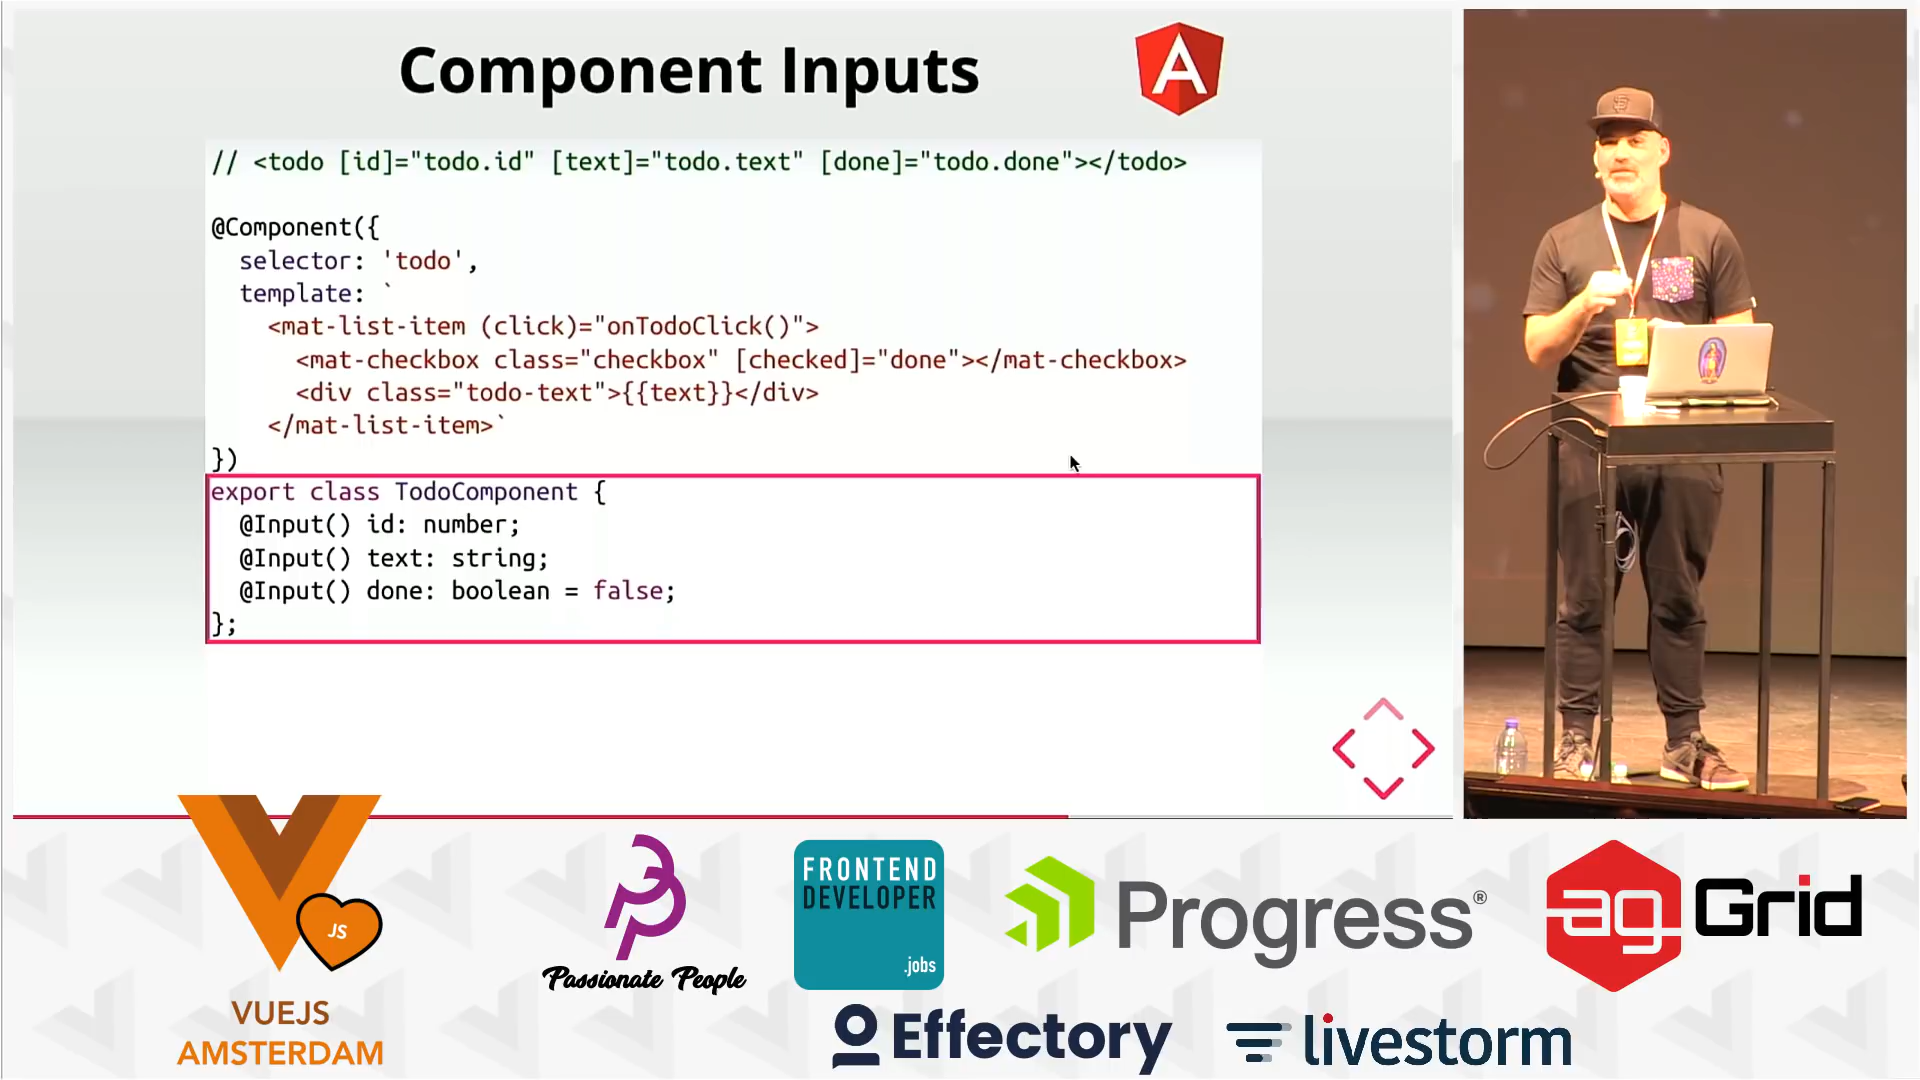 Component Inputs
// <todo [id]="todo.id" [text]="todo.text" [done]="todo.done"></todo>
@Component({
  selector: 'todo',
  template: `
    <mat-list-item (click)="onTodoClick()">
      <mat-checkbox class="checkbox" [checked]="done"></mat-checkbox>
      <div class="todo-text">{{text}}</div>
    </mat-list-item>`
})
export class TodoComponent {
  @Input() id: number;
  @Input() text: string;
  @Input() done: boolean = false;
};
JS
VUEJS
AMSTERDAM
Passionate People
FRONTEND
DEVELOPER
.jobs
Progress®
ag Grid
Effectory
livestorm